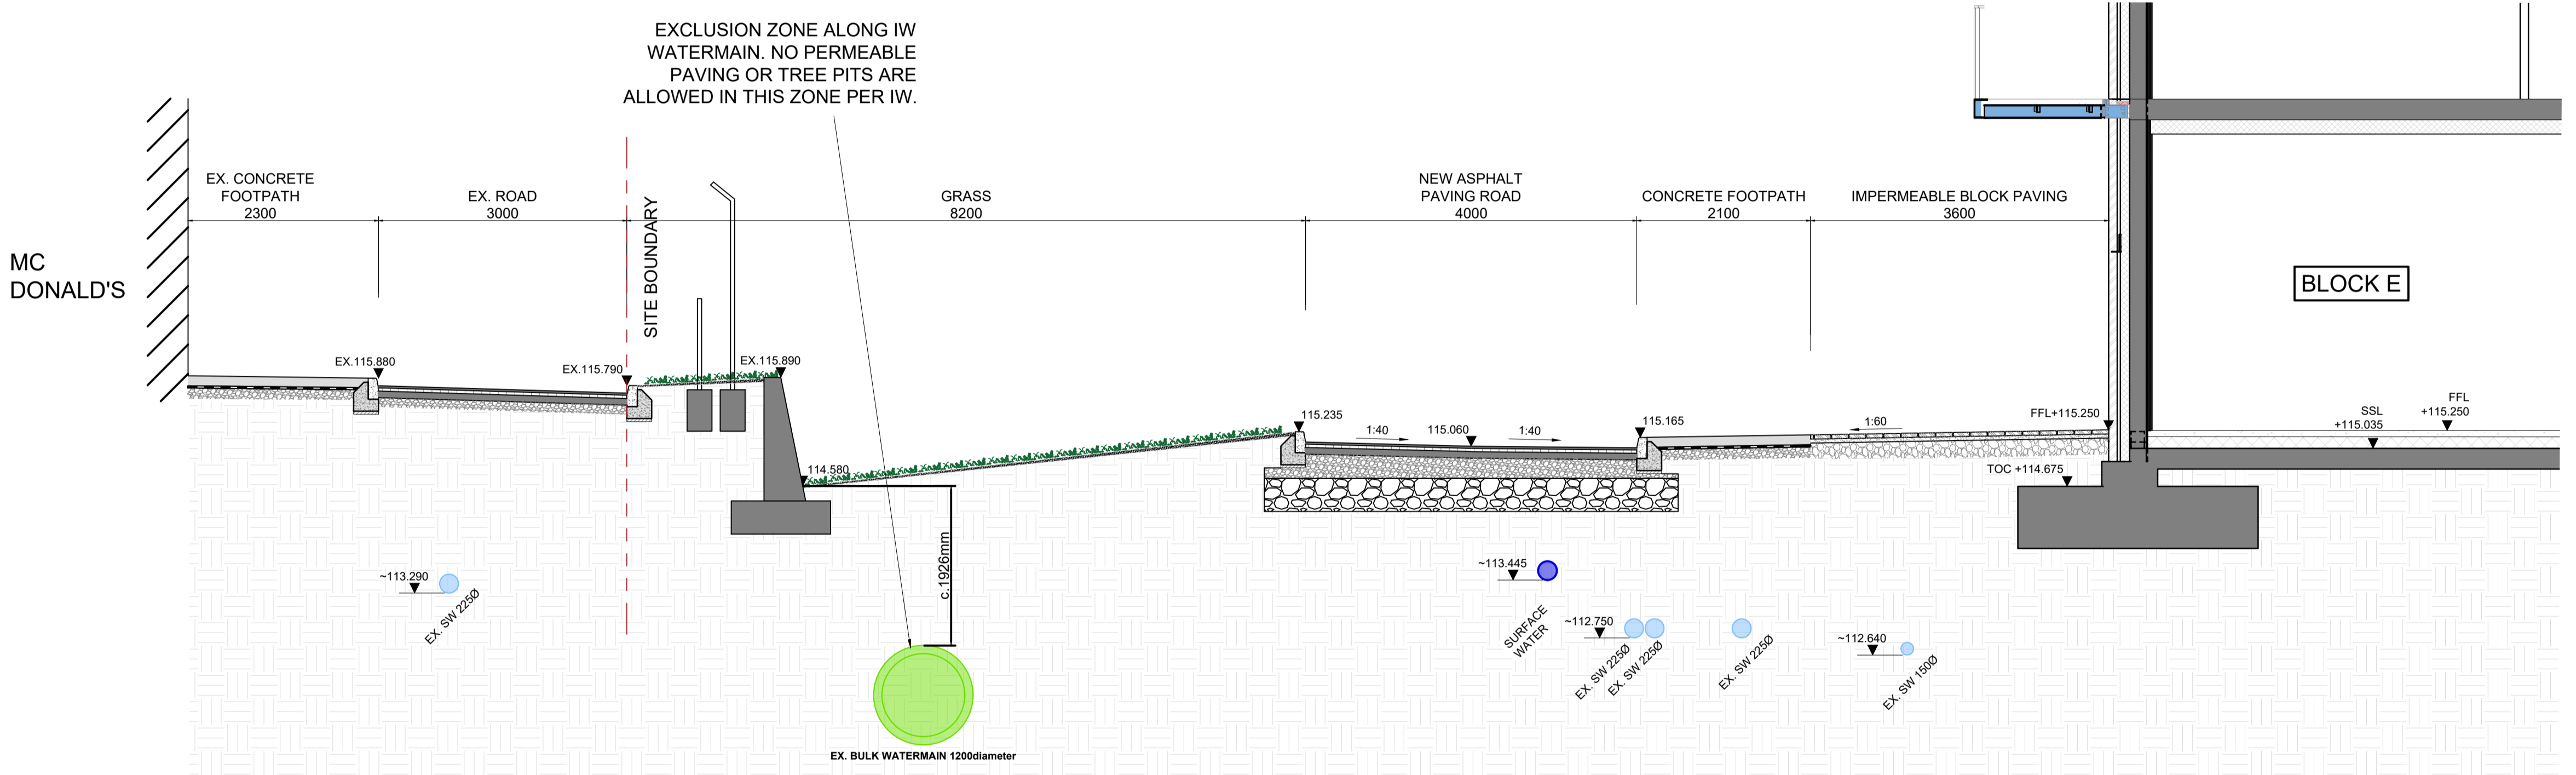 EXCLUSION ZONE ALONG IW
WATERMAIN. NO PERMEABLE
PAVING OR TREE PITS ARE
ALLOWED IN THIS ZONE PER IW.
EX. CONCRETE
FOOTPATH
2300
EX. ROAD
3000
SITE BOUNDARY
GRASS
8200
NEW ASPHALT
PAVING ROAD
4000
CONCRETE FOOTPATH
2100
IMPERMEABLE BLOCK PAVING
3600
MC
DONALD'S
BLOCK E
EX.115.880
EX.115.790
EX.115.890
114.580
115.235
1:40
115.060
1:40
115.165
1:60
FFL+115.250
SSL
+115.035
FFL
+115.250
TOC +114.675
c.1926mm
~113.290
EX. SW 225Ø
~113.445
SURFACE
WATER
~112.750
EX. SW 225Ø
EX. SW 225Ø
EX. SW 225Ø
~112.640
EX. SW 150Ø
EX. BULK WATERMAIN 1200diameter